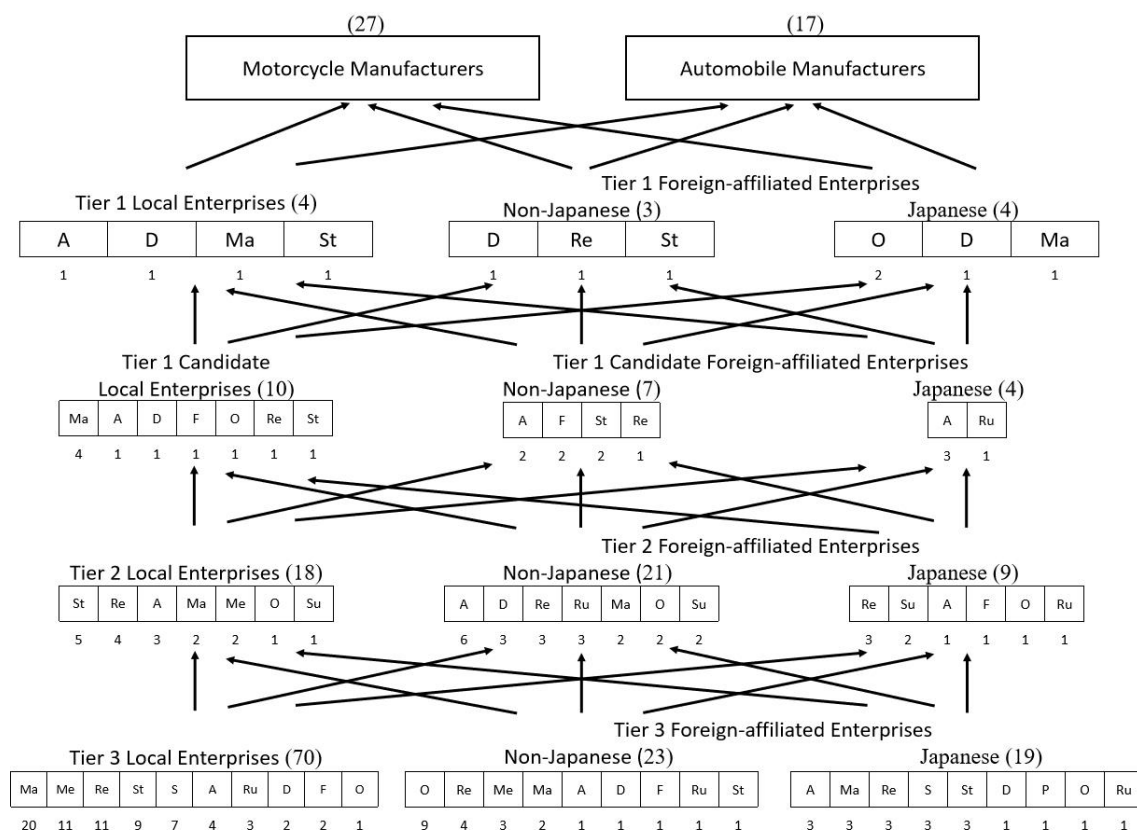 (27) (17)
Motorcycle Manufacturers Automobile Manufacturers
Tier 1 Foreign-affiliated Enterprises
Tier 1 Local Enterprises (4) Non-Japanese (3) Japanese (4)
A D Ma St D Re St O D Ma
1 1 1 1 1 1 1 2 1 1
Tier 1 Candidate Tier 1 Candidate Foreign-affiliated Enterprises
Local Enterprises (10) Non-Japanese (7) Japanese (4)
Ma A D F O Re St A F St Re A Ru
4 1 1 1 1 1 1 2 2 2 1 3 1
Tier 2 Foreign-affiliated Enterprises
Tier 2 Local Enterprises (18) Non-Japanese (21) Japanese (9)
St Re A Ma Me O Su A D Re Ru Ma O Su Re Su A F O Ru
5 4 3 2 2 1 1 6 3 3 3 2 2 2 3 2 1 1 1 1
Tier 3 Foreign-affiliated Enterprises
Tier 3 Local Enterprises (70) Non-Japanese (23) Japanese (19)
Ma Me Re St S A Ru D F O O Re Me Ma A D F Ru St A Ma Re S St D P O Ru
20 11 11 9 7 4 3 2 2 1 9 4 3 2 1 1 1 1 1 3 3 3 3 3 1 1 1 1